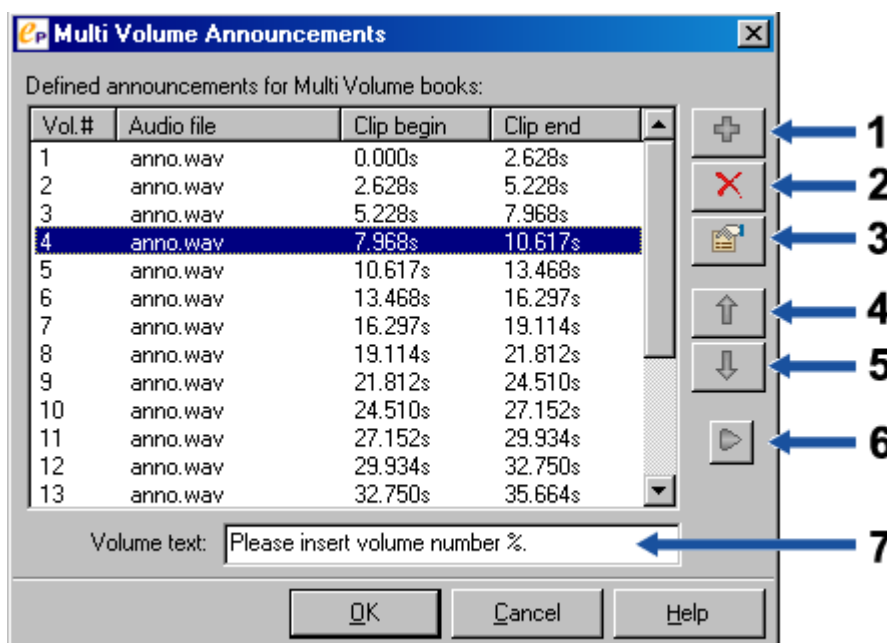 eP Multi Volume Announcements
Defined announcements for Multi Volume books:
Vol.# Audio file Clip begin Clip end
1 anno.wav 0.000s 2.628s
2 anno.wav 2.628s 5.228s
3 anno.wav 5.228s 7.968s
4 anno.wav 7.968s 10.617s
5 anno.wav 10.617s 13.468s
6 anno.wav 13.468s 16.297s
7 anno.wav 16.297s 19.114s
8 anno.wav 19.114s 21.812s
9 anno.wav 21.812s 24.510s
10 anno.wav 24.510s 27.152s
11 anno.wav 27.152s 29.934s
12 anno.wav 29.934s 32.750s
13 anno.wav 32.750s 35.664s
1
2
3
4
5
6
Volume text: Please insert volume number %.
7
OK Cancel Help